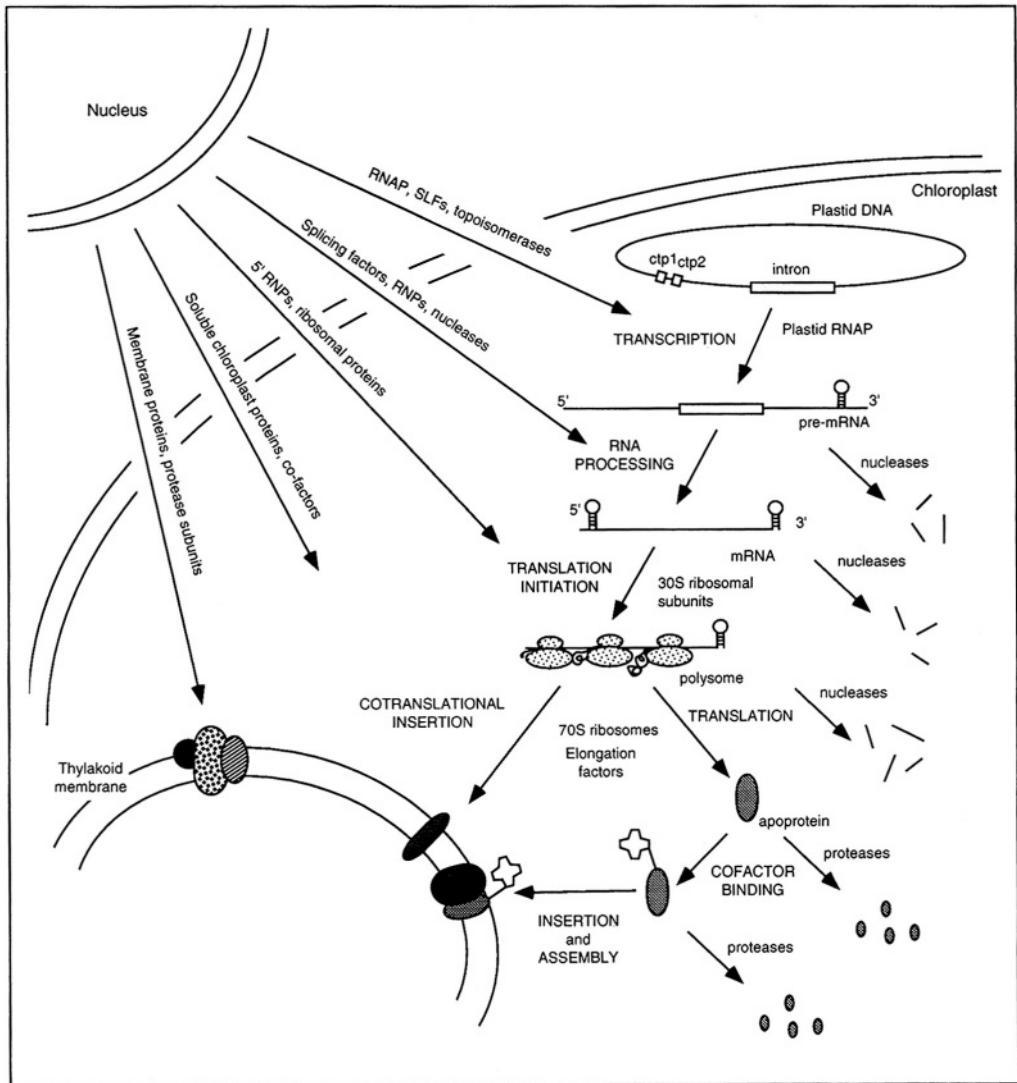 Nucleus
RNAP, SLFs, topoisomerases
Splicing factors, RNPs, nucleases
5' RNPs, ribosomal proteins
Soluble chloroplast proteins, co-factors
Membrane proteins, protease subunits
Chloroplast
Plastid DNA
ctp1 ctp2
intron
TRANSCRIPTION
Plastid RNAP
5'
3'
pre-mRNA
RNA
PROCESSING
nucleases
5'
3'
mRNA
nucleases
TRANSLATION
INITIATION
30S ribosomal
subunits
polysome
nucleases
COTRANSLATIONAL
INSERTION
TRANSLATION
70S ribosomes
Elongation
factors
Thylakoid
membrane
apoprotein
proteases
COFACTOR
BINDING
INSERTION
and
ASSEMBLY
proteases